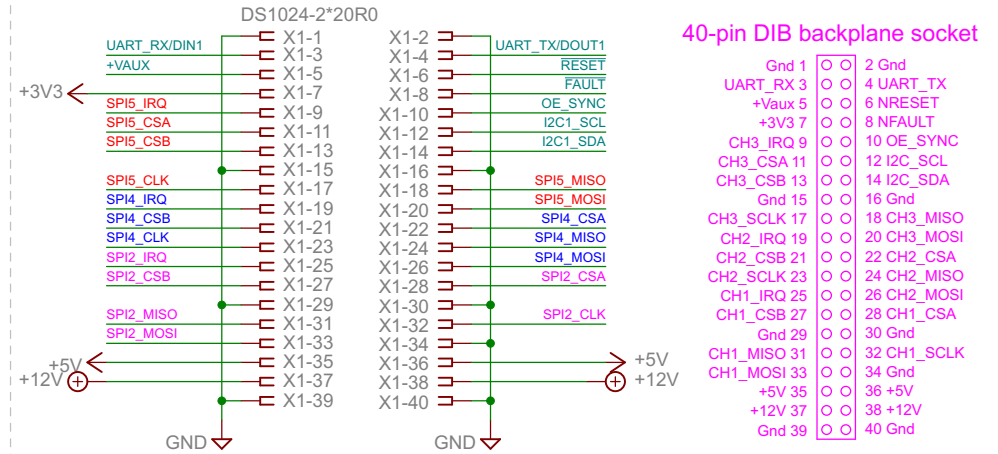 DS1024-2*20R0
X1-1
UART_RX/DIN1
X1-3
+VAUX
X1-5
+3V3
X1-7
SPI5_IRQ
X1-9
SPI5_CSA
X1-11
SPI5_CSB
X1-13
X1-15
SPI5_CLK
X1-17
SPI4_IRQ
X1-19
SPI4_CSB
X1-21
SPI4_CLK
X1-23
SPI2_IRQ
X1-25
SPI2_CSB
X1-27
X1-29
SPI2_MISO
X1-31
SPI2_MOSI
X1-33
+5V
X1-35
+12V
X1-37
X1-39
GND
X1-2
X1-4
UART_TX/DOUT1
X1-6
RESET
X1-8
FAULT
X1-10
OE_SYNC
X1-12
I2C1_SCL
X1-14
I2C1_SDA
X1-16
X1-18
SPI5_MISO
X1-20
SPI5_MOSI
X1-22
SPI4_CSA
X1-24
SPI4_MISO
X1-26
SPI4_MOSI
X1-28
SPI2_CSA
X1-30
X1-32
SPI2_CLK
X1-34
X1-36
+5V
X1-38
+12V
X1-40
GND
40-pin DIB backplane socket
Gnd 1 2 Gnd
UART_RX 3 4 UART_TX
+Vaux 5 6 NRESET
+3V3 7 8 NFAULT
CH3_IRQ 9 10 OE_SYNC
CH3_CSA 11 12 I2C_SCL
CH3_CSB 13 14 I2C_SDA
Gnd 15 16 Gnd
CH3_SCLK 17 18 CH3_MISO
CH2_IRQ 19 20 CH3_MOSI
CH2_CSB 21 22 CH2_CSA
CH2_SCLK 23 24 CH2_MISO
CH1_IRQ 25 26 CH2_MOSI
CH1_CSB 27 28 CH1_CSA
Gnd 29 30 Gnd
CH1_MISO 31 32 CH1_SCLK
CH1_MOSI 33 34 Gnd
+5V 35 36 +5V
+12V 37 38 +12V
Gnd 39 40 Gnd